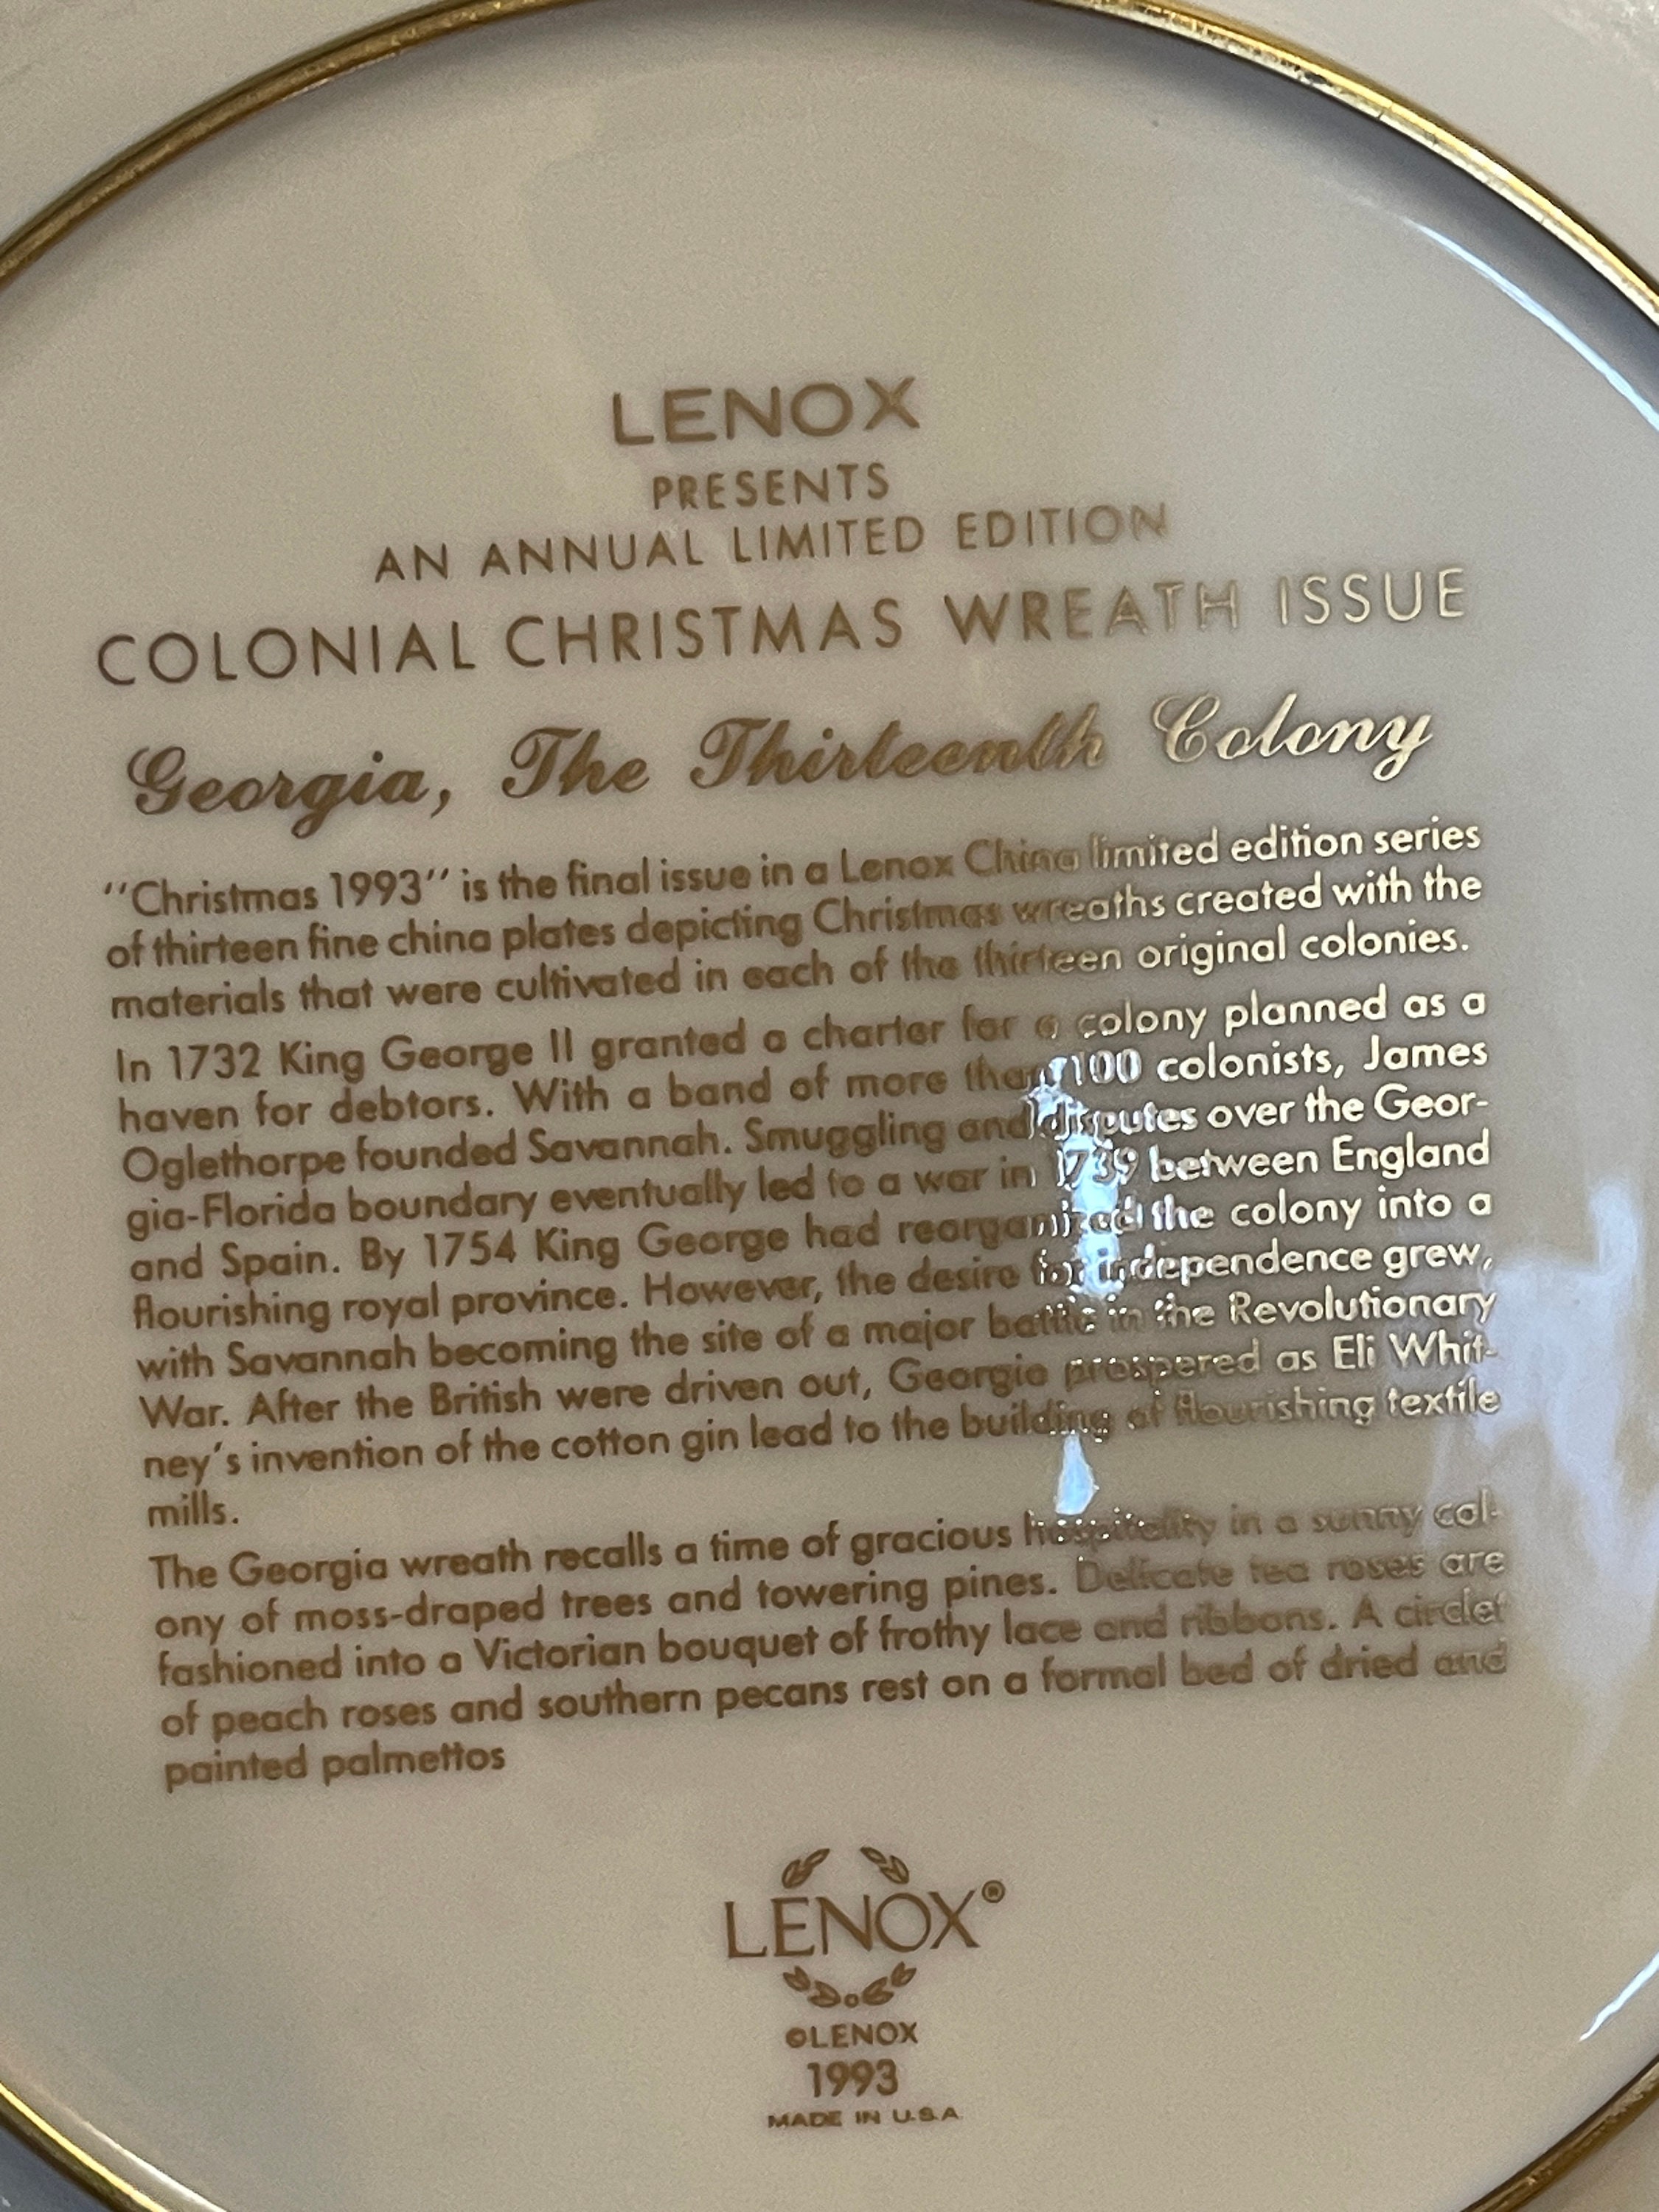 LENOX
PRESENTS
AN ANNUAL LIMITED EDITION
COLONIAL CHRISTMAS WREATH ISSUE
Georgia, The Thirteenth Colony
"Christmas 1993" is the final issue in a Lenox China limited edition series
of thirteen fine china plates depicting Christmas wreaths created with the
materials that were cultivated in each of the thirteen original colonies.
In 1732 King George II granted a charter for a colony planned as a
haven for debtors. With a band of more than 100 colonists, James
Oglethorpe founded Savannah. Smuggling and disputes over the Geor-
gia-Florida boundary eventually led to a war in 1739 between England
and Spain. By 1754 King George had reorganized the colony into a
flourishing royal province. However, the desire for independence grew,
with Savannah becoming the site of a major battle in the Revolutionary
War. After the British were driven out, Georgia prospered as Eli Whit-
ney's invention of the cotton gin lead to the building of flourishing textile
mills.
The Georgia wreath recalls a time of gracious hospitality in a sunny col-
ony of moss-draped trees and towering pines. Delicate tea roses are
fashioned into a Victorian bouquet of frothy lace and ribbons. A circlet
of peach roses and southern pecans rest on a formal bed of dried and
painted palmettos
LENOX®
©LENOX
1993
MADE IN U.S.A.